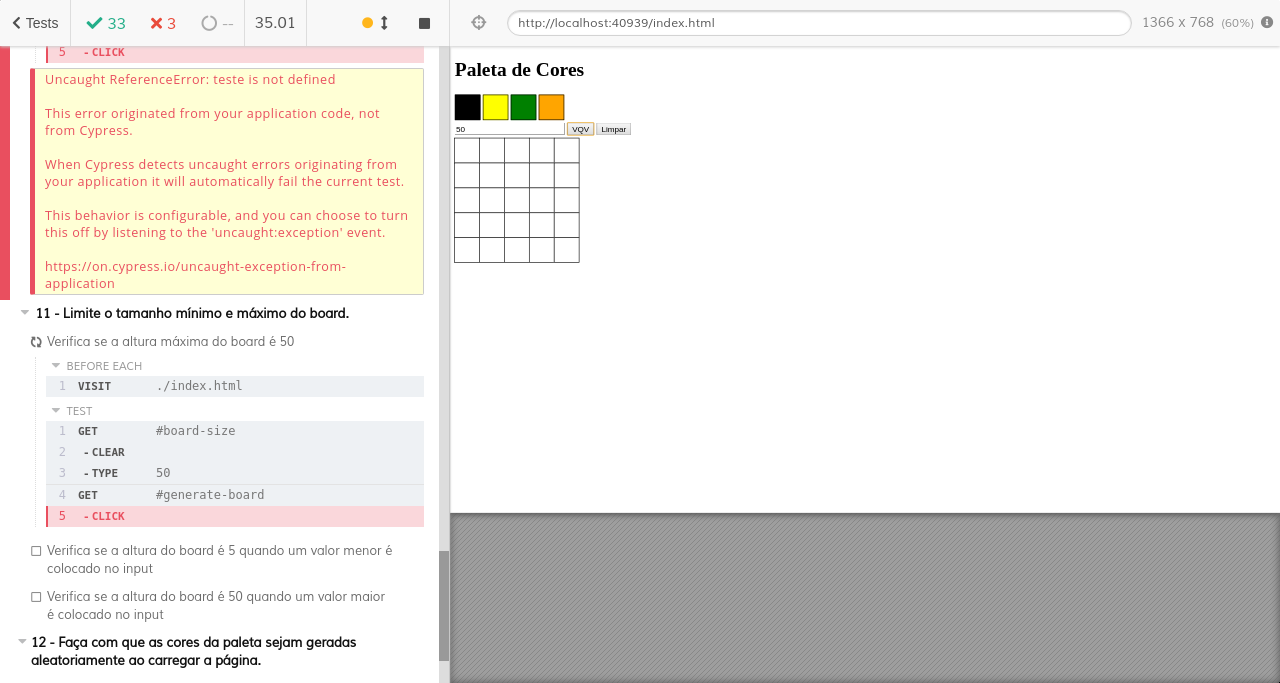 Tests
33
3
--
35.01
http://localhost:40939/index.html
1366 x 768 (60%)
5 - CLICK
Uncaught ReferenceError: teste is not defined
This error originated from your application code, not
from Cypress.
When Cypress detects uncaught errors originating from
your application it will automatically fail the current test.
This behavior is configurable, and you can choose to turn
this off by listening to the 'uncaught:exception' event.
https://on.cypress.io/uncaught-exception-from-
application
11 - Limite o tamanho mínimo e máximo do board.
Verifica se a altura máxima do board é 50
BEFORE EACH
1 VISIT ./index.html
TEST
1 GET #board-size
2 - CLEAR
3 - TYPE 50
4 GET #generate-board
5 - CLICK
Verifica se a altura do board é 5 quando um valor menor é
colocado no input
Verifica se a altura do board é 50 quando um valor maior
é colocado no input
12 - Faça com que as cores da paleta sejam geradas
aleatoriamente ao carregar a página.
Paleta de Cores
50 VQV Limpar